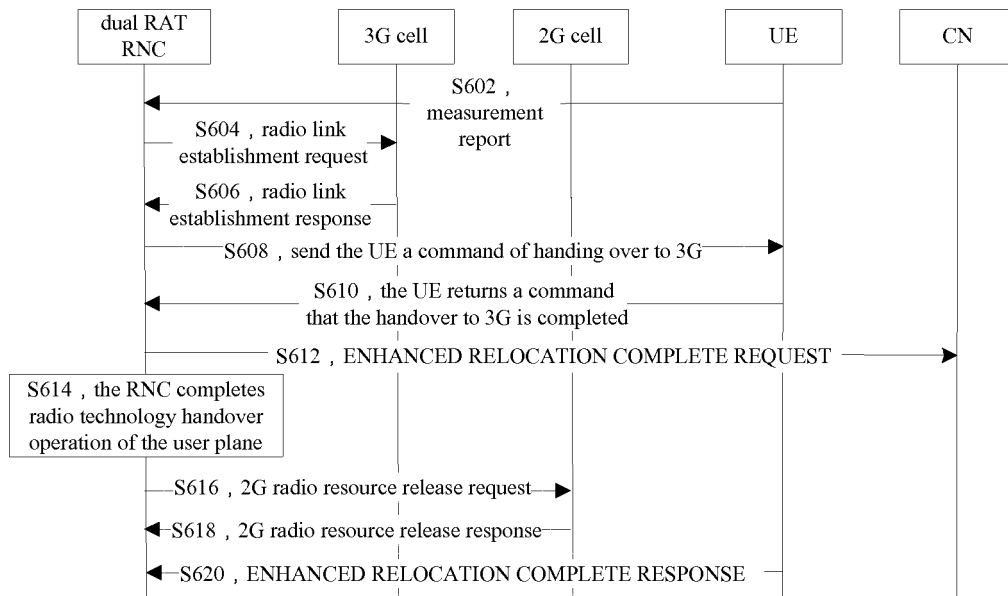 dual RAT
RNC
3G cell
2G cell
UE
CN
S602，
measurement
report
S604，radio link
establishment request
S606，radio link
establishment response
S608，send the UE a command of handing over to 3G
S610，the UE returns a command
that the handover to 3G is completed
S612，ENHANCED RELOCATION COMPLETE REQUEST
S614，the RNC completes
radio technology handover
operation of the user plane
S616，2G radio resource release request
S618，2G radio resource release response
S620，ENHANCED RELOCATION COMPLETE RESPONSE